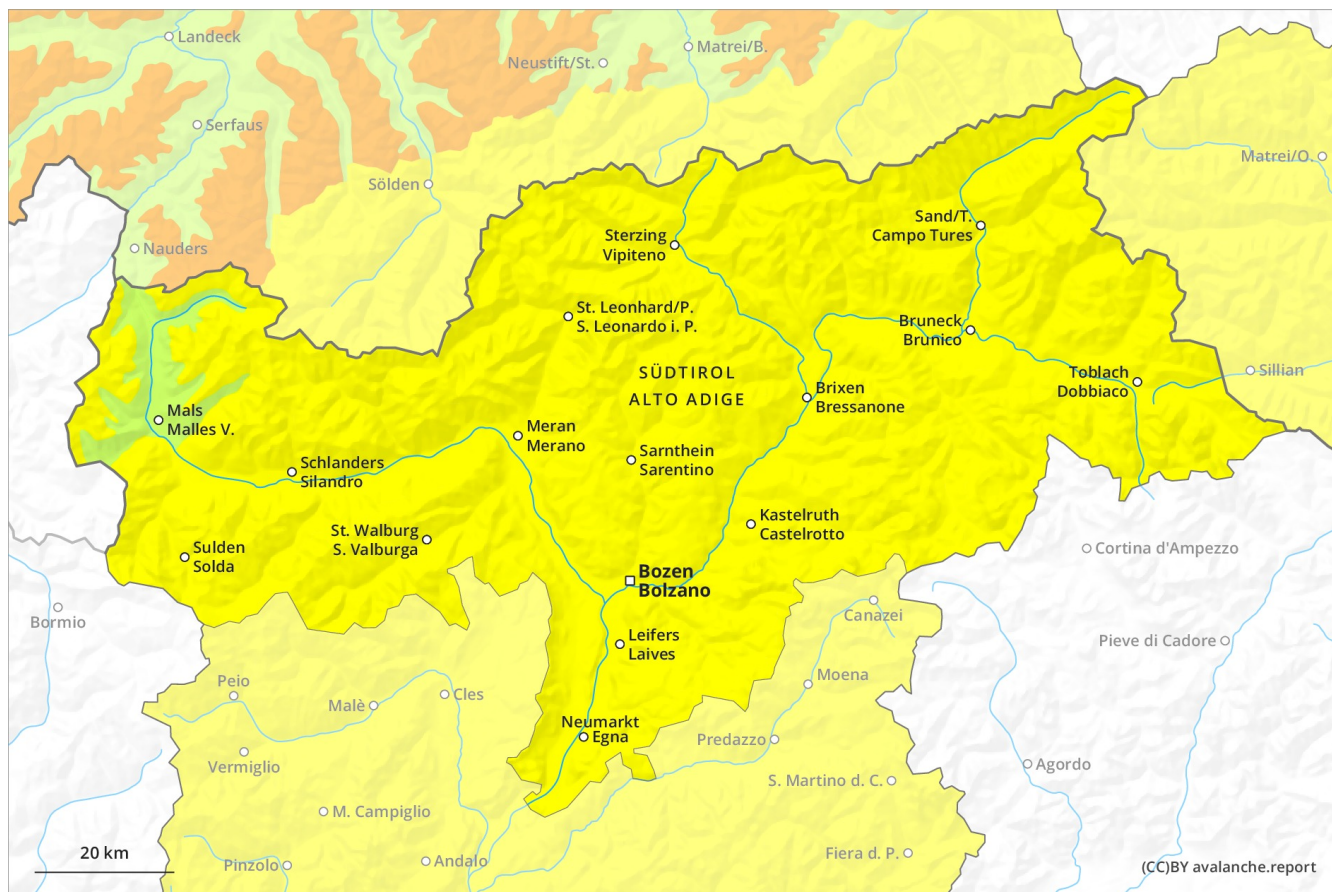 Landeck
Matrei/B.
Neustift/St.
Serfaus
Matrei/O.
Sölden
Sand/T.
Campo Tures
Sterzing
Vipiteno
Nauders
St. Leonhard/P.
S. Leonardo i. P.
Bruneck
Brunico
SÜDTIROL
ALTO ADIGE
Toblach
Dobbiaco
Sillian
Brixen
Bressanone
Mals
Malles V.
Meran
Merano
Sarnthein
Sarentino
Schlanders
Silandro
Kastelruth
Castelrotto
St. Walburg
S. Valburga
Sulden
Solda
Cortina d'Ampezzo
Bozen
Bolzano
Bormio
Canazei
Leifers
Laives
Pieve di Cadore
Peio
Moena
Malè
Cles
Neumarkt
Egna
Predazzo
Vermiglio
Agordo
S. Martino d. C.
M. Campiglio
20 km
Pinzolo
Andalo
Fiera d. P.
(CC)BY avalanche.report